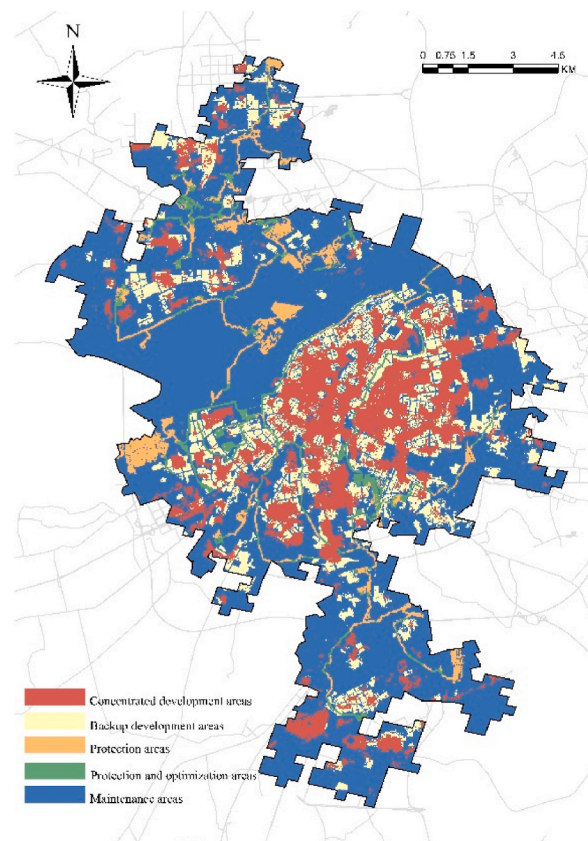 N
0 0.75 1.5 3 4.5
KM
Concentrated development areas
Backup development areas
Protection areas
Protection and optimization areas
Maintenance areas